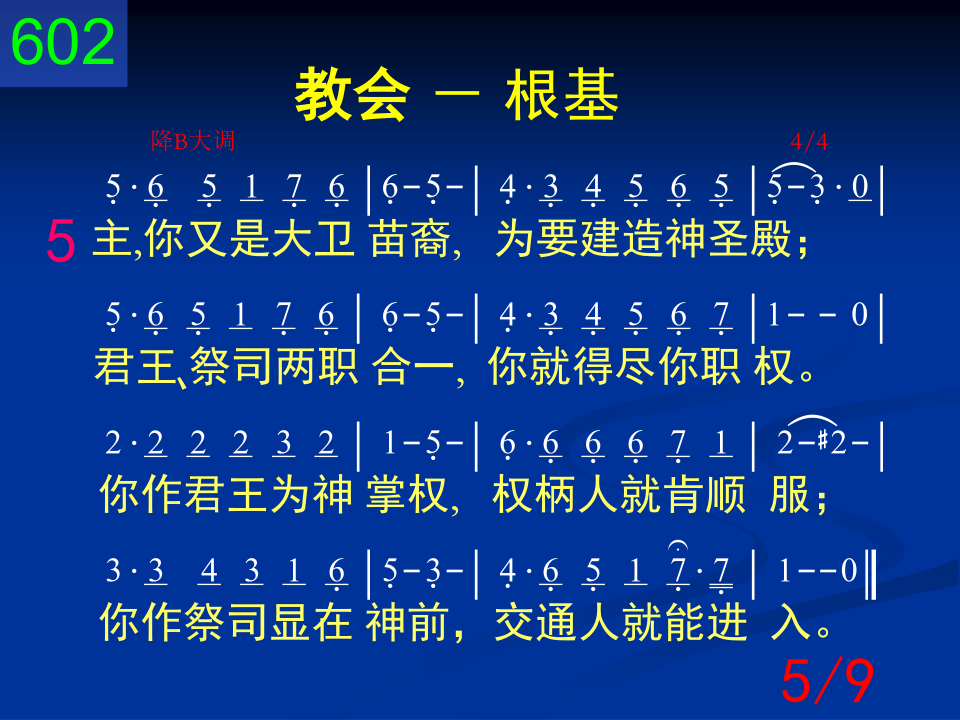 602
教会 － 根基
降B大调 4/4
5·6 5 1 7 6 |6-5-| 4·3 4 5 6 5 |5-3·0|
5 主,你又是大卫 苗裔, 为要建造神圣殿；
5·6 5 1 7 6 | 6-5-| 4·3 4 5 6 7 |1-- 0|
君王、祭司两职 合一, 你就得尽你职 权。
2·2 2 2 3 2 | 1-5-| 6·6 6 6 7 1 | 2-#2-|
你作君王为神 掌权, 权柄人就肯顺 服；
3·3 4 3 1 6 |5-3-| 4·6 5 1 7·7 | 1--0‖
你作祭司显在 神前， 交通人就能进 入。
5/9